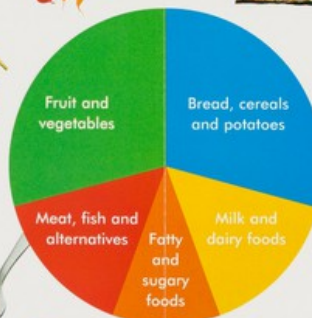 Fruit and
vegetables
Bread, cereals
and potatoes
Meat, fish and
alternatives
Fatty
and
sugary
foods
Milk and
dairy foods